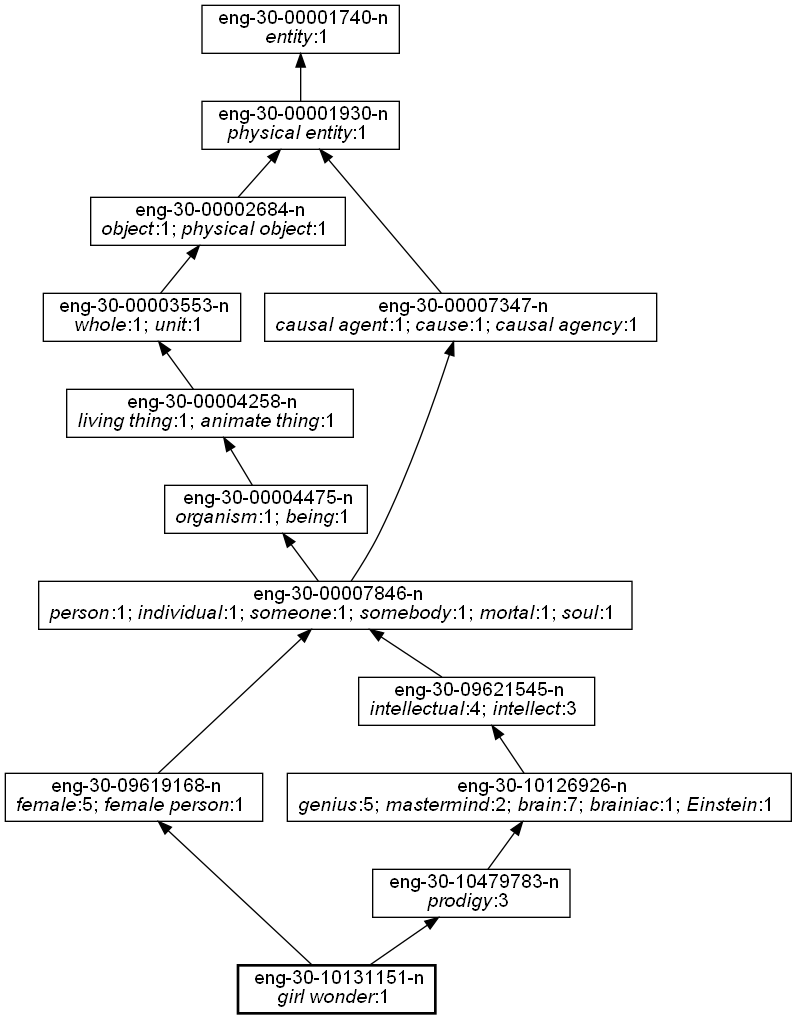 eng-30-00001740-n
entity:1
eng-30-00001930-n
physical entity:1
eng-30-00002684-n
object:1; physical object:1
eng-30-00003553-n
whole:1; unit:1
eng-30-00007347-n
causal agent:1; cause:1; causal agency:1
eng-30-00004258-n
living thing:1; animate thing:1
eng-30-00004475-n
organism:1; being:1
eng-30-00007846-n
person:1; individual:1; someone:1; somebody:1; mortal:1; soul:1
eng-30-09621545-n
intellectual:4; intellect:3
eng-30-09619168-n
female:5; female person:1
eng-30-10126926-n
genius:5; mastermind:2; brain:7; brainiac:1; Einstein:1
eng-30-10479783-n
prodigy:3
eng-30-10131151-n
girl wonder:1